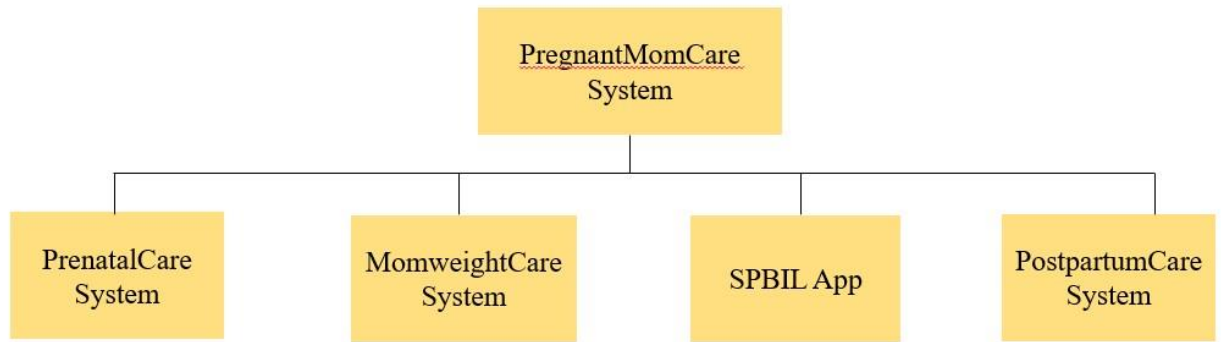 PregnantMomCare
System
PrenatalCare
System
MomweightCare
System
SPBIL App
PostpartumCare
System